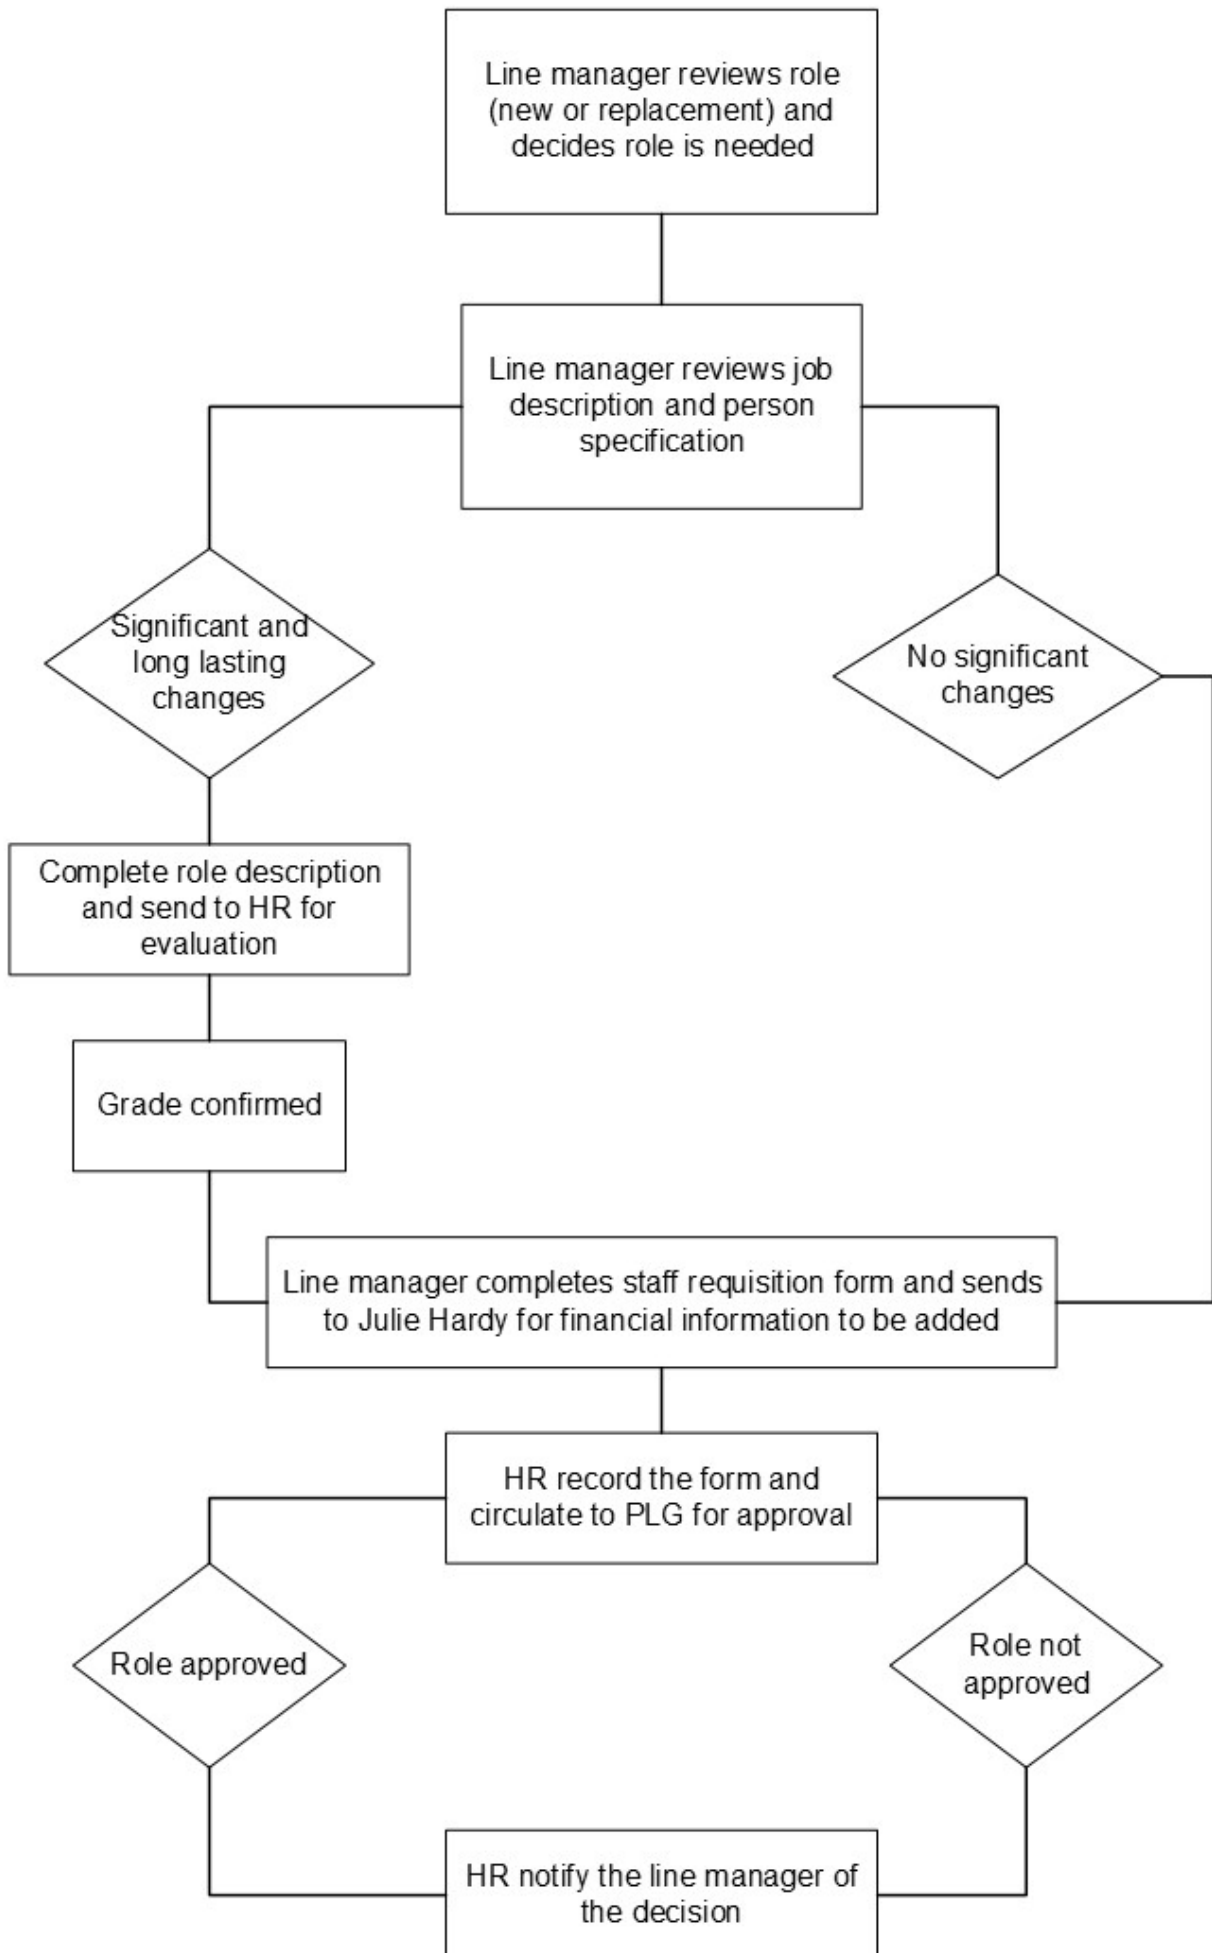 Line manager reviews role
(new or replacement) and
decides role is needed
Line manager reviews job
description and person
specification
Significant and
long lasting
changes
No significant
changes
Complete role description
and send to HR for
evaluation
Grade confirmed
Line manager completes staff requisition form and sends
to Julie Hardy for financial information to be added
HR record the form and
circulate to PLG for approval
Role approved
Role not
approved
HR notify the line manager of
the decision